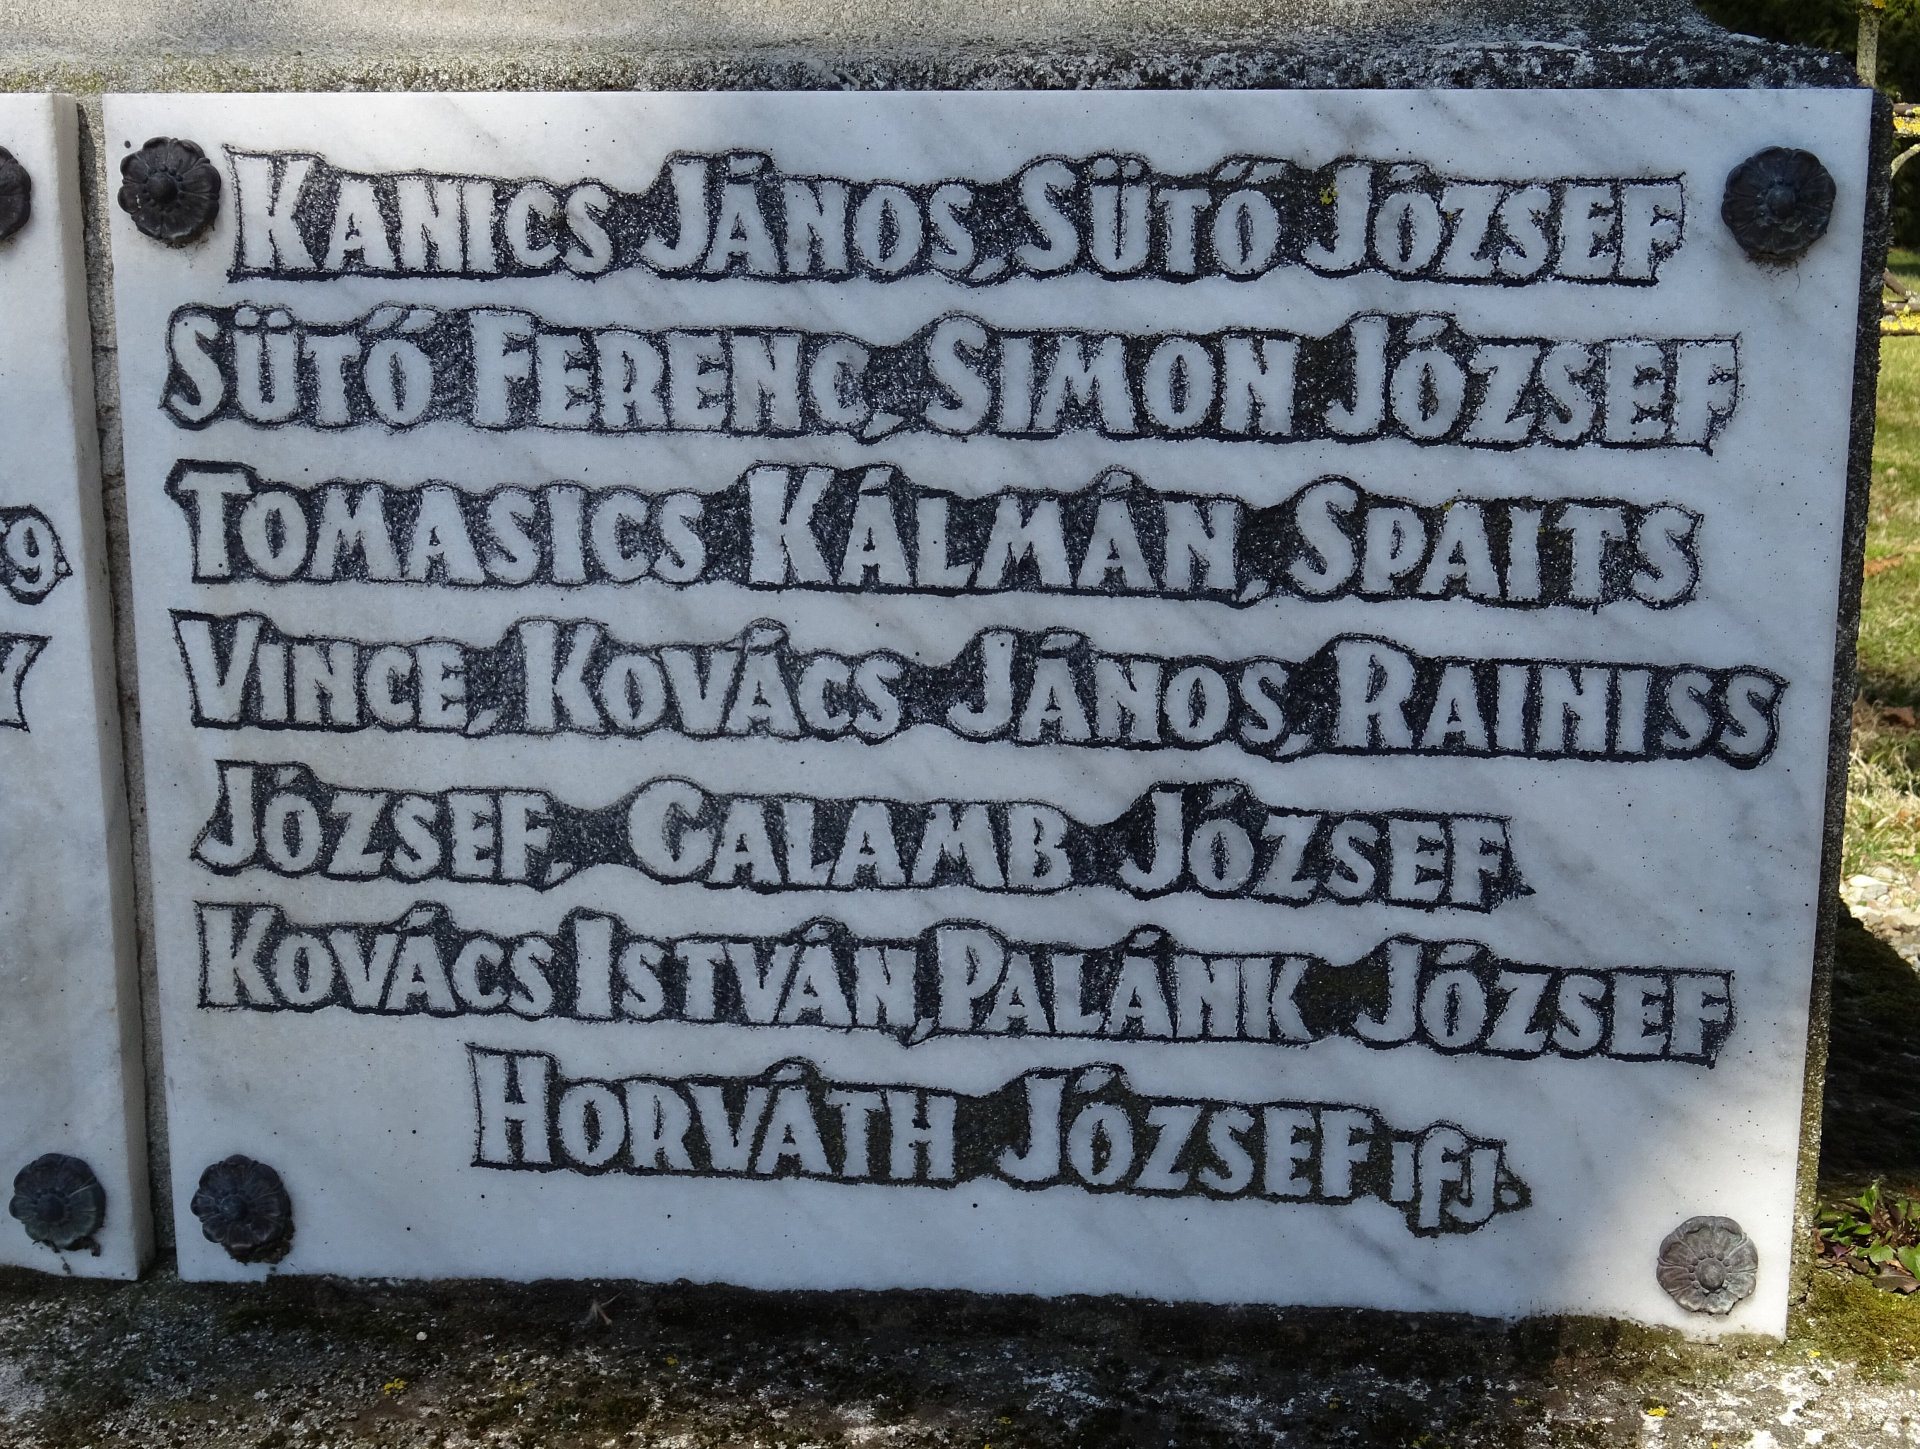 Kanics János, Sütő József
Sütő Ferenc, Simon József
Tomasics Kálmán, Spaits
Vince, Kovács János, Rainiss
József, Galamb József
Kovács István, Palánk József
Horváth József ifj.
g.